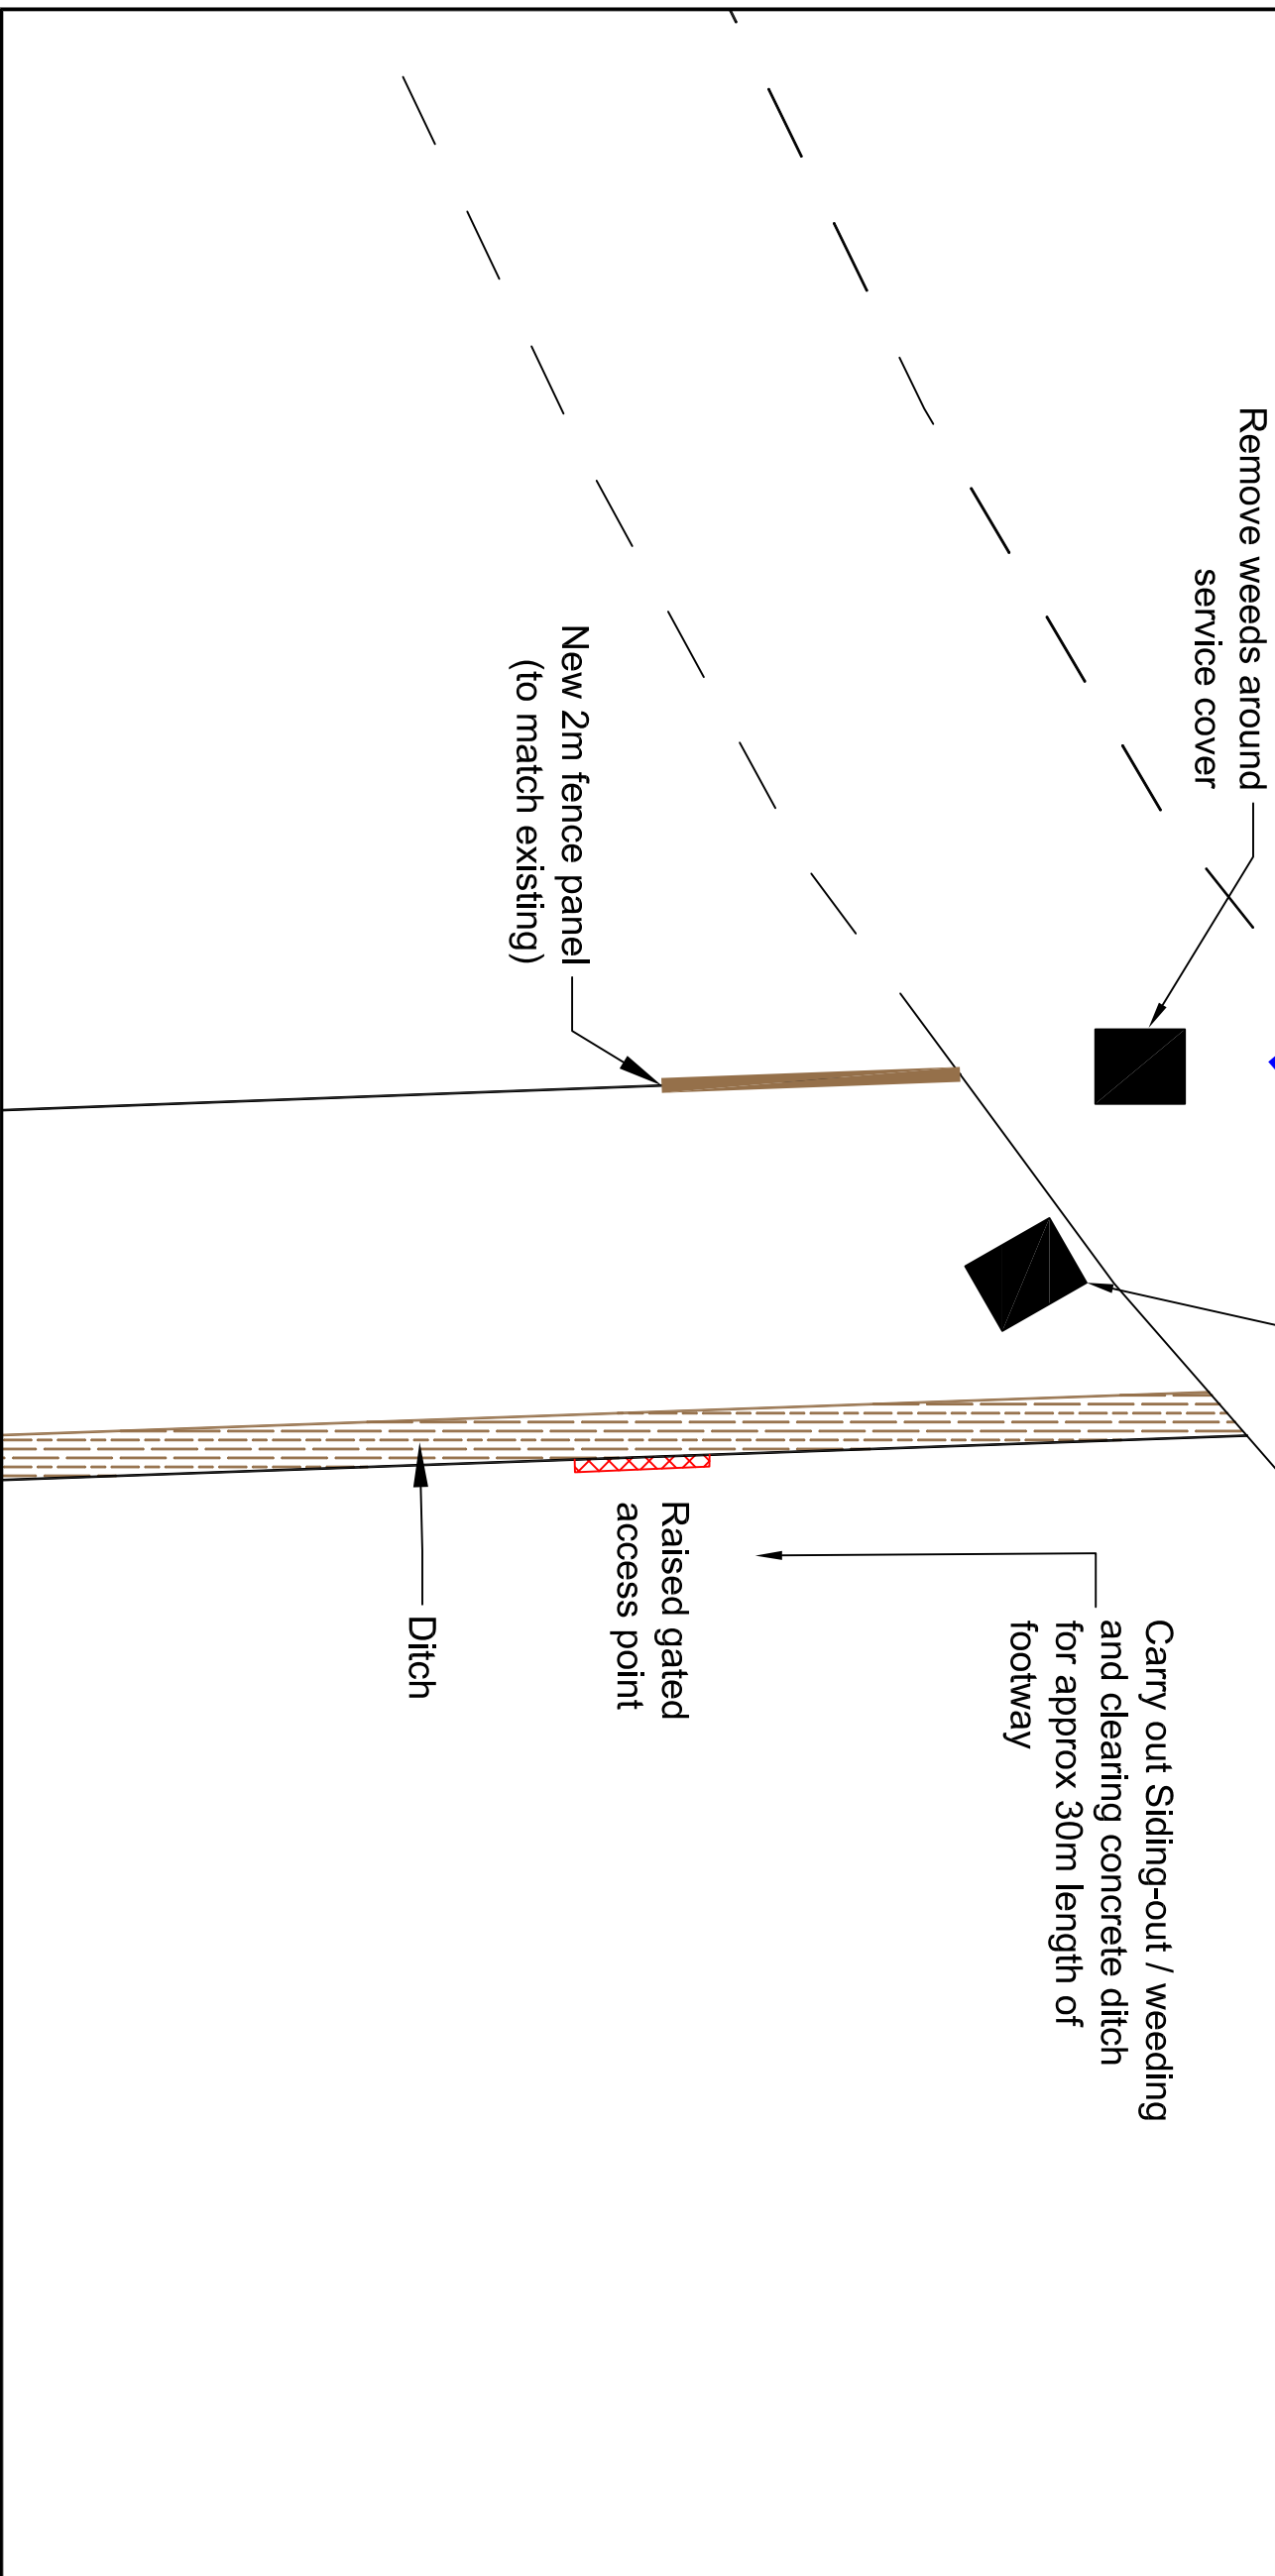 Remove weeds around
service cover
New 2m fence panel
(to match existing)
Carry out Siding-out / weeding
and clearing concrete ditch
for approx 30m length of
footway
Raised gated
access point
Ditch